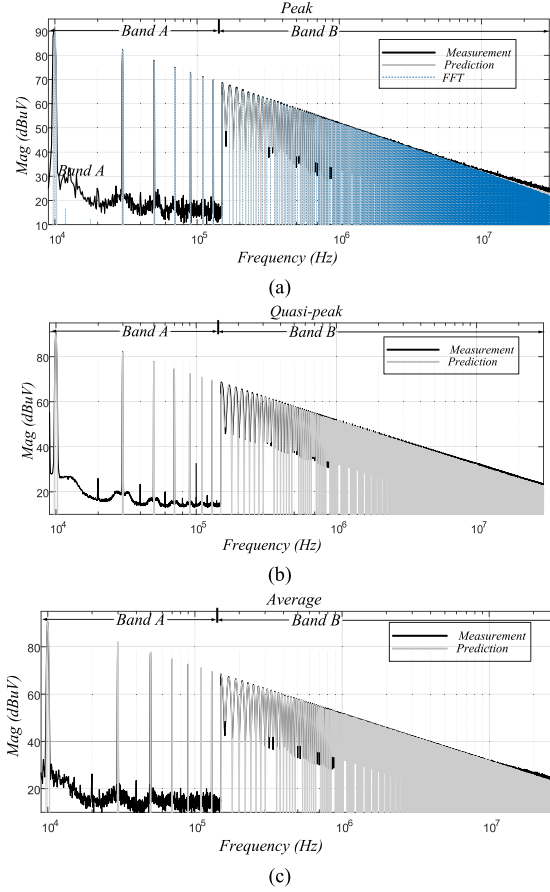 Peak
Band A
Band B
Mag (dBuV)
90
80
70
60
50
40
30
20
10
Measurement
Prediction
FFT
Band A
10^4
10^5
10^6
10^7
Frequency (Hz)
(a)
Quasi-peak
Band A
Band B
Mag (dBuV)
80
60
40
20
Measurement
Prediction
10^4
10^5
10^6
10^7
Frequency (Hz)
(b)
Average
Band A
Band B
Mag (dBuV)
80
60
40
20
Measurement
Prediction
10^4
10^5
10^6
10^7
Frequency (Hz)
(c)